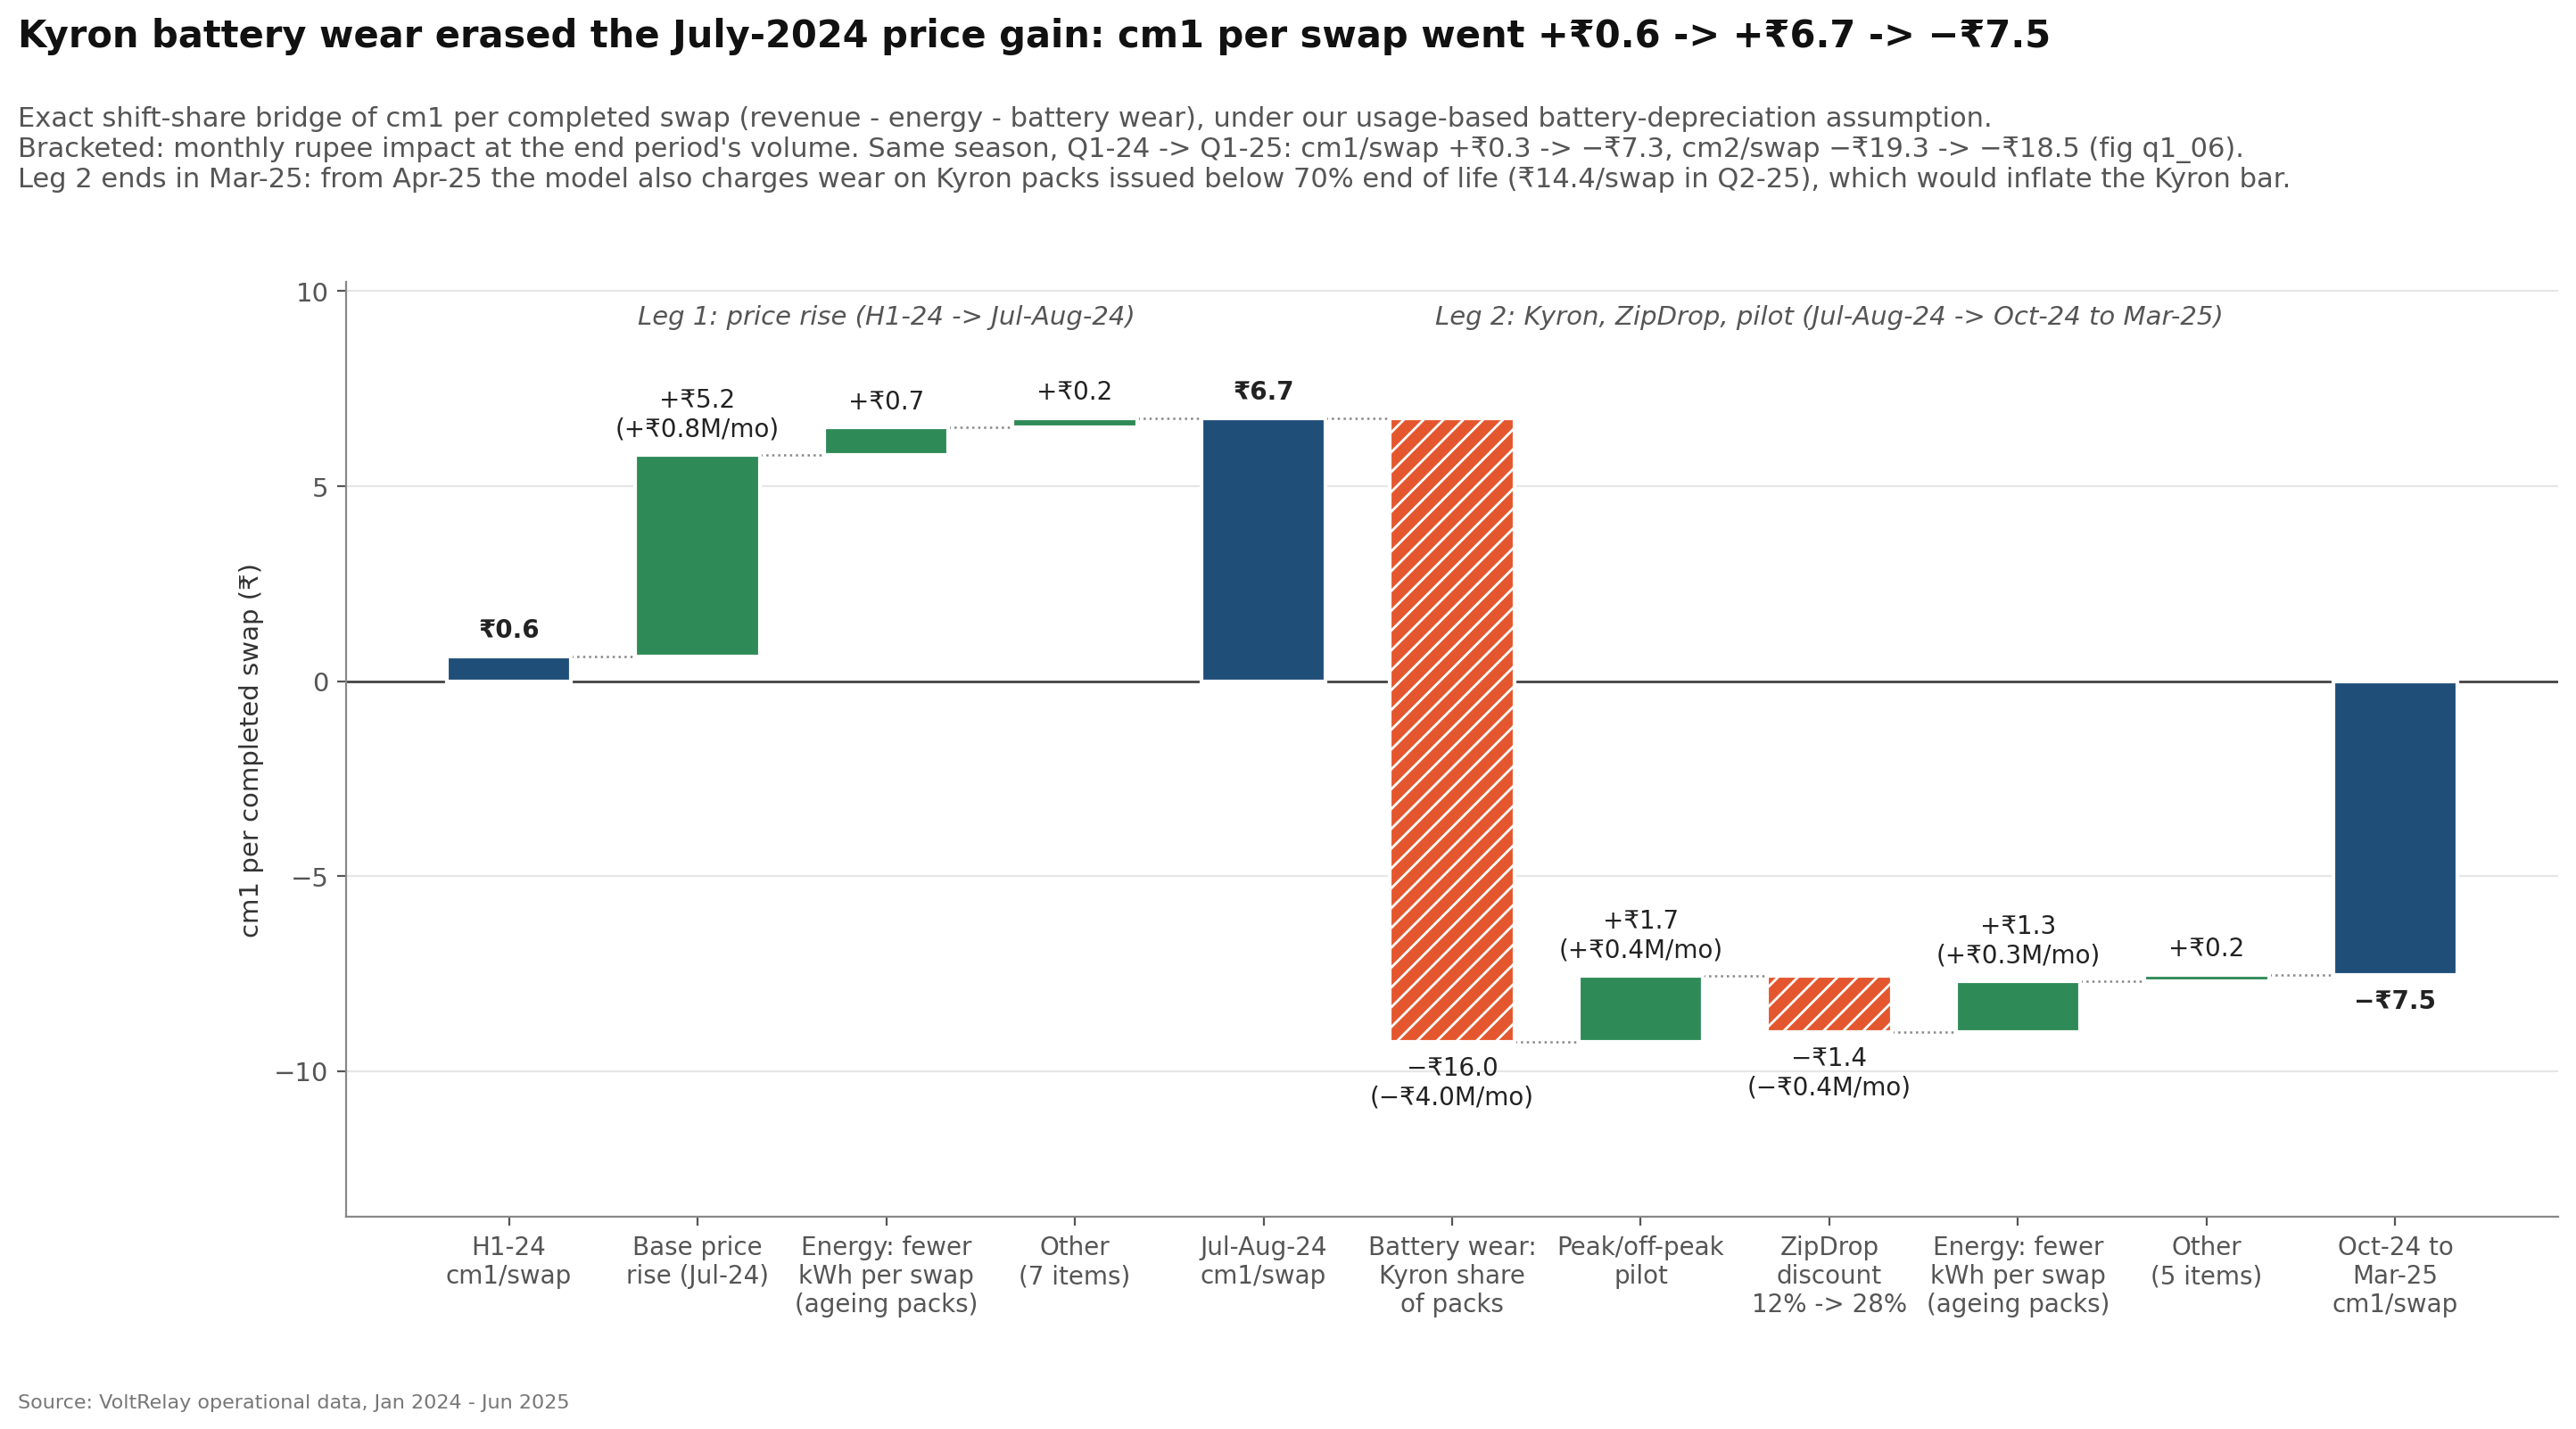 Kyron battery wear erased the July-2024 price gain: cm1 per swap went +₹0.6 -> +₹6.7 -> −₹7.5
Exact shift-share bridge of cm1 per completed swap (revenue - energy - battery wear), under our usage-based battery-depreciation assumption.
Bracketed: monthly rupee impact at the end period's volume. Same season, Q1-24 -> Q1-25: cm1/swap +₹0.3 -> −₹7.3, cm2/swap −₹19.3 -> −₹18.5 (fig q1_06).
Leg 2 ends in Mar-25: from Apr-25 the model also charges wear on Kyron packs issued below 70% end of life (₹14.4/swap in Q2-25), which would inflate the Kyron bar.
Leg 1: price rise (H1-24 -> Jul-Aug-24)
Leg 2: Kyron, ZipDrop, pilot (Jul-Aug-24 -> Oct-24 to Mar-25)
cm1 per completed swap (₹)
10
5
0
−5
−10
₹0.6
+₹5.2
(+₹0.8M/mo)
+₹0.7
+₹0.2
₹6.7
−₹16.0
(−₹4.0M/mo)
+₹1.7
(+₹0.4M/mo)
−₹1.4
(−₹0.4M/mo)
+₹1.3
(+₹0.3M/mo)
+₹0.2
−₹7.5
H1-24
cm1/swap
Base price
rise (Jul-24)
Energy: fewer
kWh per swap
(ageing packs)
Other
(7 items)
Jul-Aug-24
cm1/swap
Battery wear:
Kyron share
of packs
Peak/off-peak
pilot
ZipDrop
discount
12% -> 28%
Energy: fewer
kWh per swap
(ageing packs)
Other
(5 items)
Oct-24 to
Mar-25
cm1/swap
Source: VoltRelay operational data, Jan 2024 - Jun 2025